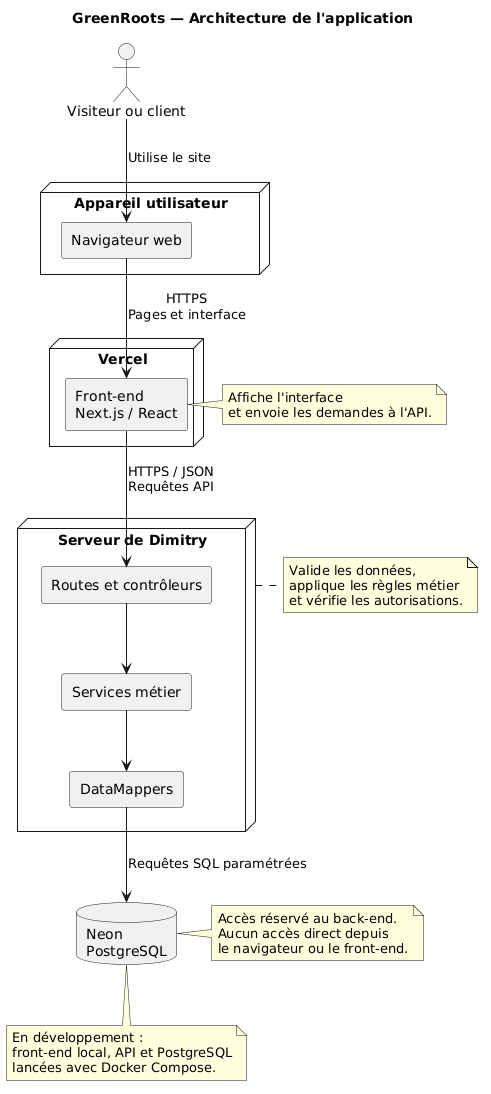 GreenRoots — Architecture de l'application
Visiteur ou client
Utilise le site
Appareil utilisateur
Navigateur web
HTTPS
Pages et interface
Vercel
Front-end
Next.js / React
Affiche l'interface
et envoie les demandes à l'API.
HTTPS / JSON
Requêtes API
Serveur de Dimitry
Routes et contrôleurs
Valide les données,
applique les règles métier
et vérifie les autorisations.
Services métier
DataMappers
Requêtes SQL paramétrées
Neon
PostgreSQL
Accès réservé au back-end.
Aucun accès direct depuis
le navigateur ou le front-end.
En développement :
front-end local, API et PostgreSQL
lancées avec Docker Compose.